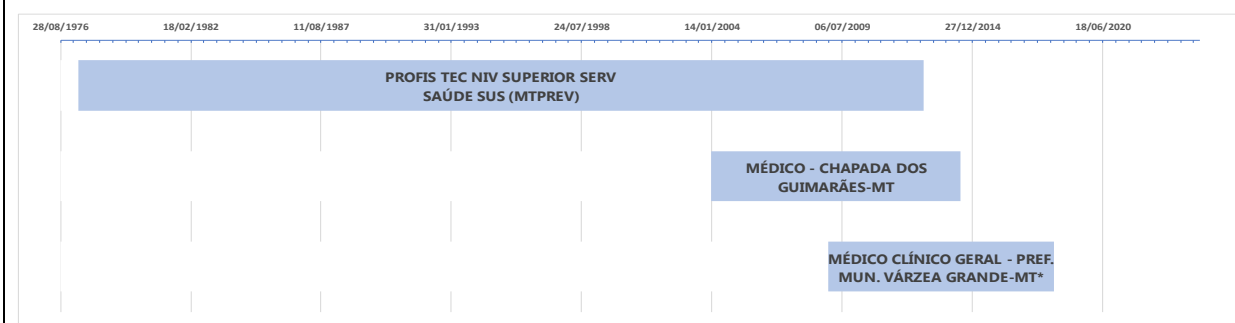 28/08/1976 18/02/1982 11/08/1987 31/01/1993 24/07/1998 14/01/2004 06/07/2009 27/12/2014 18/06/2020
PROFIS TEC NIV SUPERIOR SERV
SAÚDE SUS (MTPREV)
MÉDICO - CHAPADA DOS
GUIMARÃES-MT
MÉDICO CLÍNICO GERAL - PREF.
MUN. VÁRZEA GRANDE-MT*